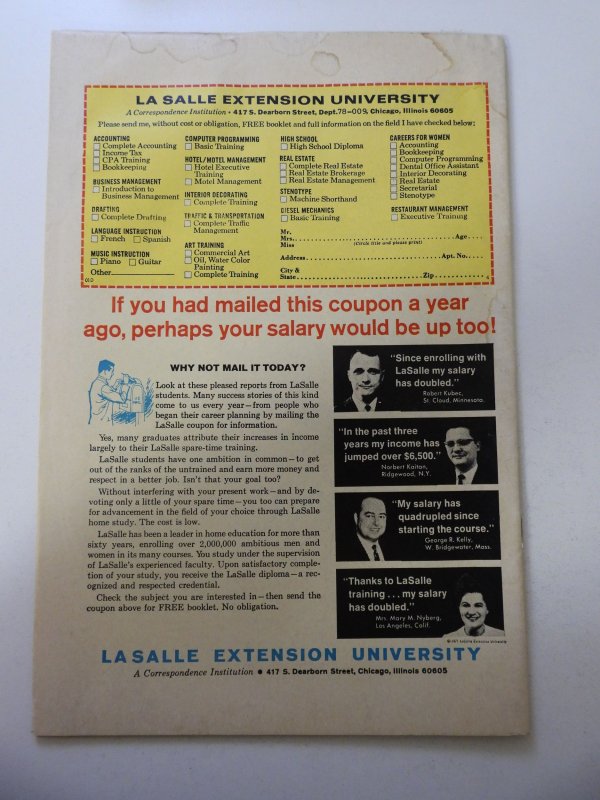 LA SALLE EXTENSION UNIVERSITY
A Correspondence Institution • 417 S. Dearborn Street, Dept. 78-009, Chicago, Illinois 60605
Please send me, without cost or obligation, FREE booklet and full information on the field I have checked below:
ACCOUNTING
Complete Accounting
Income Tax
CPA Training
Bookkeeping
BUSINESS MANAGEMENT
Introduction to
Business Management
DRAFTING
Complete Drafting
LANGUAGE INSTRUCTION
French Spanish
MUSIC INSTRUCTION
Piano Guitar
Other
COMPUTER PROGRAMMING
Basic Training
HOTEL/MOTEL MANAGEMENT
Hotel Executive
Training
Motel Management
INTERIOR DECORATING
Complete Training
TRAFFIC & TRANSPORTATION
Complete Traffic
Management
ART TRAINING
Commercial Art
Oil, Water Color
Painting
Complete Training
HIGH SCHOOL
High School Diploma
REAL ESTATE
Complete Real Estate
Real Estate Brokerage
Real Estate Management
STENOTYPE
Machine Shorthand
DIESEL MECHANICS
Basic Training
CAREERS FOR WOMEN
Accounting
Bookkeeping
Computer Programming
Dental Office Assistant
Interior Decorating
Real Estate
Secretarial
Stenotype
RESTAURANT MANAGEMENT
Executive Training
Mr.
Mrs. Age
Miss (Circle title and please print)
Address Apt. No.
City &
State Zip
If you had mailed this coupon a year
ago, perhaps your salary would be up too!
WHY NOT MAIL IT TODAY?
Look at these pleased reports from LaSalle
students. Many success stories of this kind
come to us every year—from people who
began their career planning by mailing the
LaSalle coupon for information.
Yes, many graduates attribute their increases in income
largely to their LaSalle spare-time training.
LaSalle students have ambition in common—to get
out of the ranks of the untrained and earn more money and
respect in a better job. Isn't that your goal too?
Without interfering with your present work—and by de-
voting only a little of your spare time—you too can prepare
for advancement in the field of your choice through LaSalle
home study. The cost is low.
LaSalle has been a leader in home education for more than
sixty years, enrolling over 2,000,000 ambitious men and
women in its many courses. You study under the supervision
of LaSalle's experienced faculty. Upon satisfactory comple-
tion of your study, you receive the LaSalle diploma—a rec-
ognized and respected credential.
Check the subject you are interested in—then send the
coupon above for FREE booklet. No obligation.
"Since enrolling with
LaSalle my salary
has doubled."
Robert Kubec,
St. Cloud, Minnesota
"In the past three
years my income has
jumped over $6,500."
Norbert Kaiton,
Ridgewood, N.Y.
"My salary has
quadrupled since
starting the course."
George R. Kelly,
W. Bridgewater, Mass.
"Thanks to LaSalle
training . . . my salary
has doubled."
Mrs. Mary M. Nyberg,
Los Angeles, Calif.
© 1971 LaSalle Extension University
LA SALLE EXTENSION UNIVERSITY
A Correspondence Institution • 417 S. Dearborn Street, Chicago, Illinois 60605